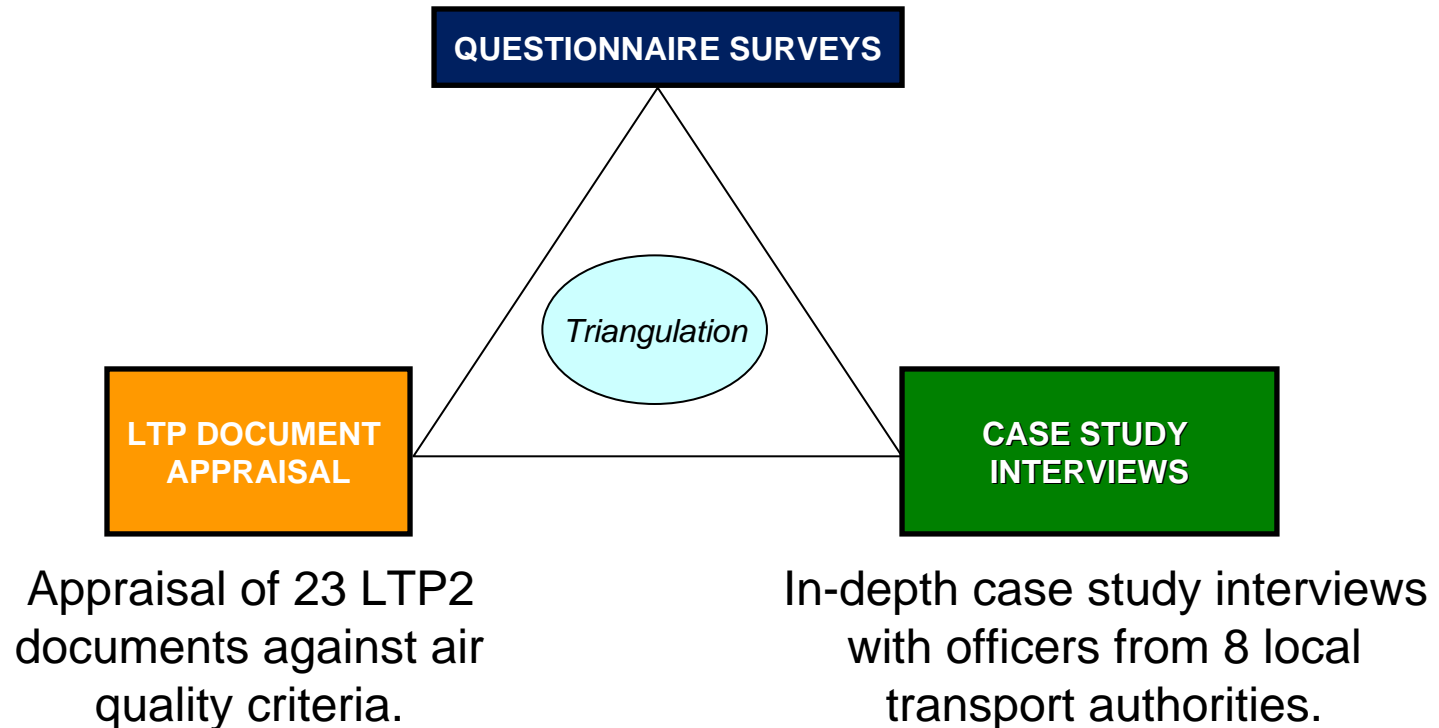 QUESTIONNAIRE SURVEYS
Triangulation
LTP DOCUMENT
APPRAISAL
CASE STUDY
INTERVIEWS
Appraisal of 23 LTP2
documents against air
quality criteria.
In-depth case study interviews
with officers from 8 local
transport authorities.